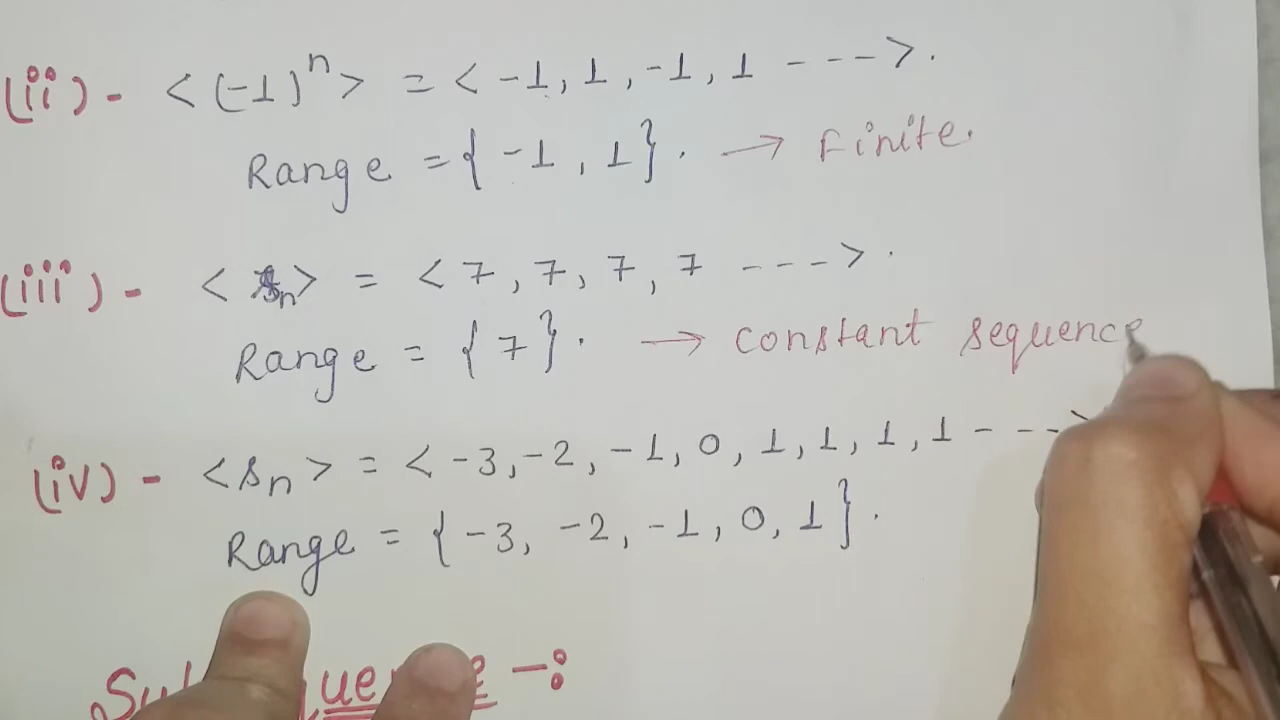 (ii) - < (-1)ⁿ > = < -1, 1, -1, 1 ---->.
Range = { -1, 1 }. → Finite.
(iii) - < sₙ > = < 7, 7, 7, 7 ---->.
Range = { 7 }. → constant sequence
(iv) - < sₙ > = < -3, -2, -1, 0, 1, 1, 1, 1 - -->
Range = { -3, -2, -1, 0, 1 }.
-: